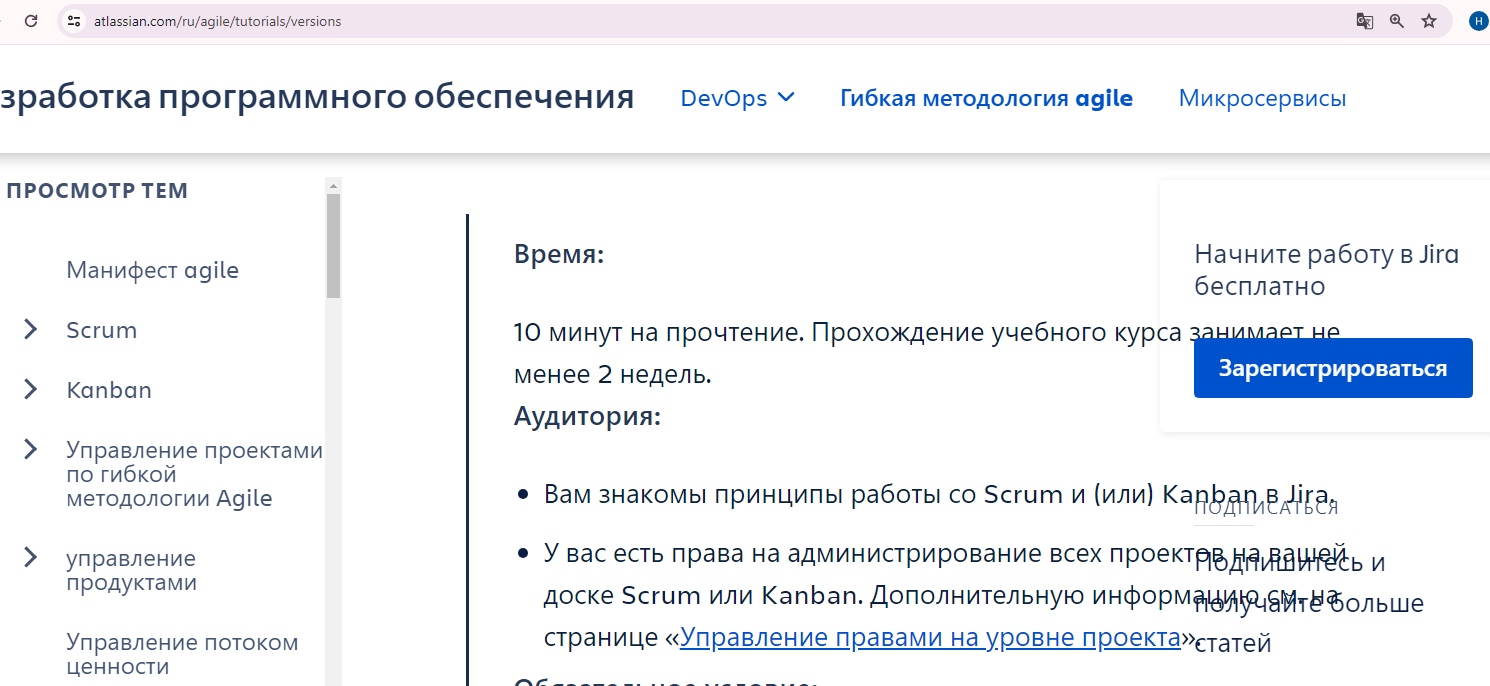 atlassian.com/ru/agile/tutorials/versions
H
зработка программного обеспечения
DevOps
Гибкая методология agile
Микросервисы
ПРОСМОТР ТЕМ
Манифест agile
Scrum
Kanban
Управление проектами
по гибкой
методологии Agile
управление
продуктами
Управление потоком
ценности
Время:
10 минут на прочтение. Прохождение учебного курса занимает не
менее 2 недель.
Аудитория:
Вам знакомы принципы работы со Scrum и (или) Kanban в Jira.
У вас есть права на администрирование всех проектов на вашей
доске Scrum или Kanban. Дополнительную информацию см. на
странице «Управление правами на уровне проекта».
Обязательное условие:
Начните работу в Jira
бесплатно
Зарегистрироваться
ПОДПИСАТЬСЯ
Подпишитесь и
получайте больше
статей